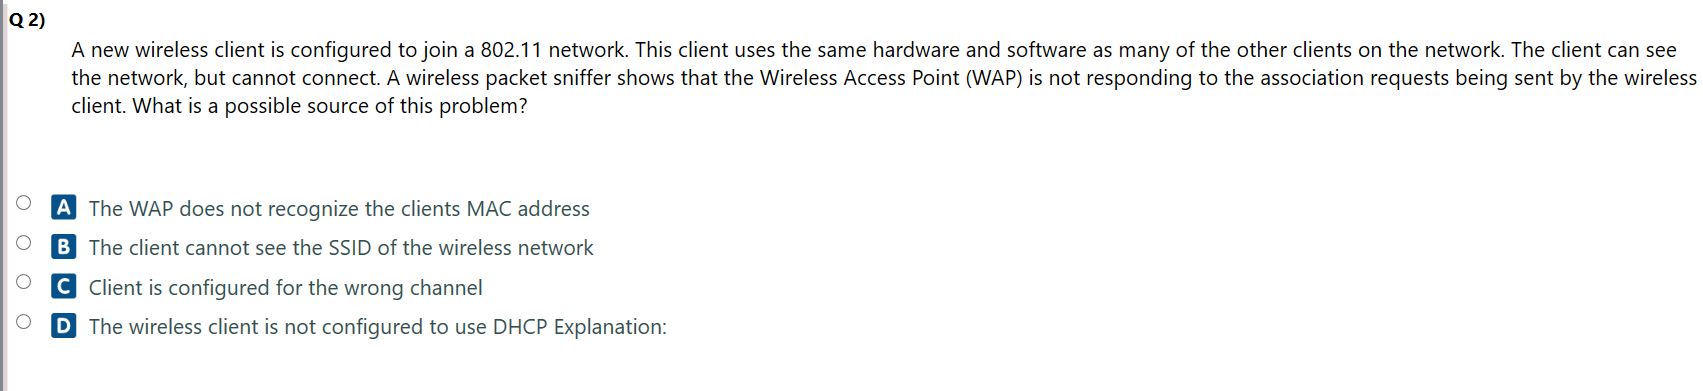 Q 2)
A new wireless client is configured to join a 802.11 network. This client uses the same hardware and software as many of the other clients on the network. The client can see
the network, but cannot connect. A wireless packet sniffer shows that the Wireless Access Point (WAP) is not responding to the association requests being sent by the wireless
client. What is a possible source of this problem?
A The WAP does not recognize the clients MAC address
B The client cannot see the SSID of the wireless network
C Client is configured for the wrong channel
D The wireless client is not configured to use DHCP Explanation: